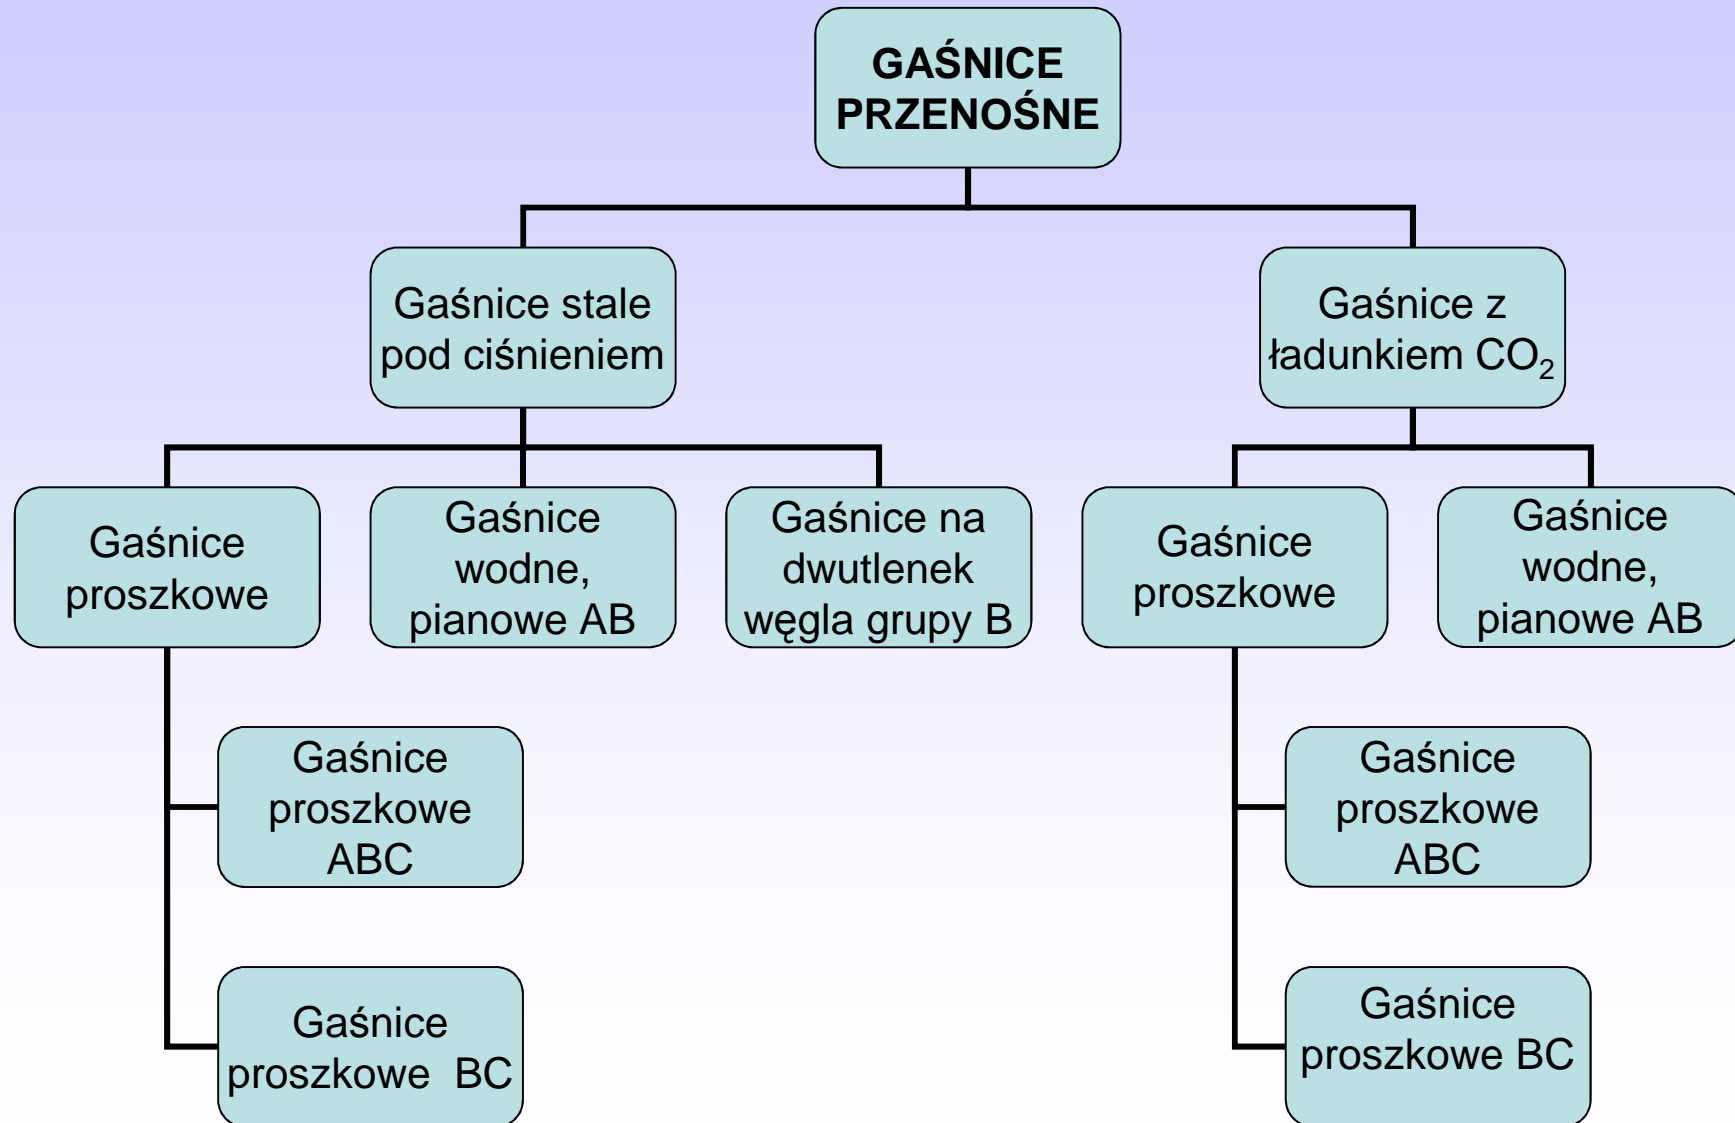 GAŚNICE
PRZENOŚNE
Gaśnice stale
pod ciśnieniem
Gaśnice z
ładunkiem CO₂
Gaśnice
proszkowe
Gaśnice
wodne,
pianowe AB
Gaśnice na
dwutlenek
węgla grupy B
Gaśnice
proszkowe
Gaśnice
wodne,
pianowe AB
Gaśnice
proszkowe
ABC
Gaśnice
proszkowe
ABC
Gaśnice
proszkowe  BC
Gaśnice
proszkowe BC